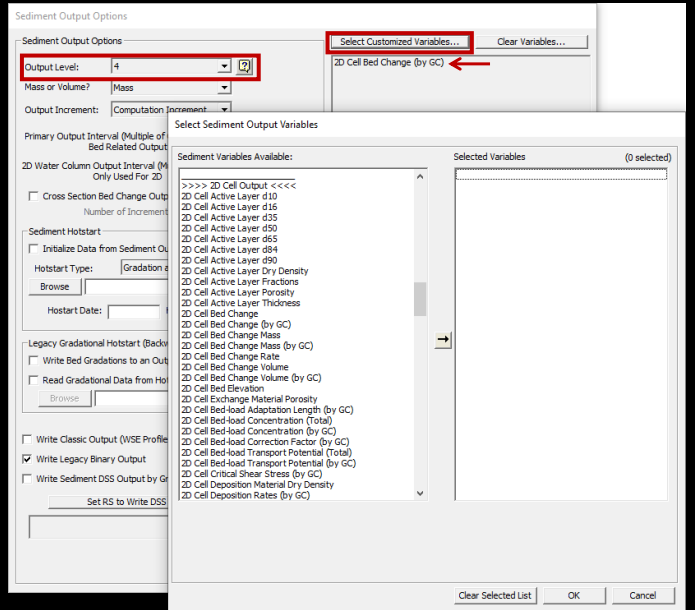 Sediment Output Options
Sediment Output Options
Output Level: 4
Mass or Volume? Mass
Output Increment: Computation Increment
Primary Output Interval (Multiple of
Bed Related Output
2D Water Column Output Interval
Only Used For 2D
Cross Section Bed Change Outp
Number of Increment
Sediment Hotstart
Initialize Data from Sediment Ou
Hotstart Type: Gradation a
Browse
Hostart Date:
Legacy Gradational Hotstart (Backw
Write Bed Gradations to an Outp
Read Gradational Data from Hot
Browse
Write Classic Output (WSE Profile
Write Legacy Binary Output
Write Sediment DSS Output by Gr
Set RS to Write DSS
Select Customized Variables...
Clear Variables...
2D Cell Bed Change (by GC)
Select Sediment Output Variables
Sediment Variables Available:
>>>> 2D Cell Output <<<<
2D Cell Active Layer d10
2D Cell Active Layer d16
2D Cell Active Layer d35
2D Cell Active Layer d50
2D Cell Active Layer d65
2D Cell Active Layer d84
2D Cell Active Layer d90
2D Cell Active Layer Dry Density
2D Cell Active Layer Fractions
2D Cell Active Layer Porosity
2D Cell Active Layer Thickness
2D Cell Bed Change
2D Cell Bed Change (by GC)
2D Cell Bed Change Mass
2D Cell Bed Change Mass (by GC)
2D Cell Bed Change Rate
2D Cell Bed Change Volume
2D Cell Bed Change Volume (by GC)
2D Cell Bed Elevation
2D Cell Exchange Material Porosity
2D Cell Bed-load Adaptation Length (by GC)
2D Cell Bed-load Concentration (Total)
2D Cell Bed-load Concentration (by GC)
2D Cell Bed-load Correction Factor (by GC)
2D Cell Bed-load Transport Potential (Total)
2D Cell Bed-load Transport Potential (by GC)
2D Cell Critical Shear Stress (by GC)
2D Cell Deposition Material Dry Density
2D Cell Deposition Rates (by GC)
Selected Variables (0 selected)
Clear Selected List
OK
Cancel